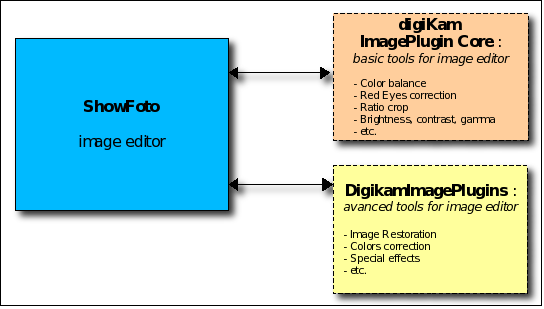 ShowFoto
image editor
digiKam
ImagePlugin Core :
basic tools for image editor
- Color balance
- Red Eyes correction
- Ratio crop
- Brightness, contrast, gamma
- etc.
DigikamImagePlugins :
avanced tools for image editor
- Image Restoration
- Colors correction
- Special effects
- etc.